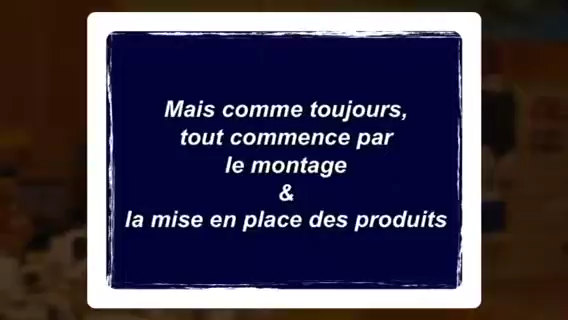 Mais comme toujours,
tout commence par
le montage
&
la mise en place des produits